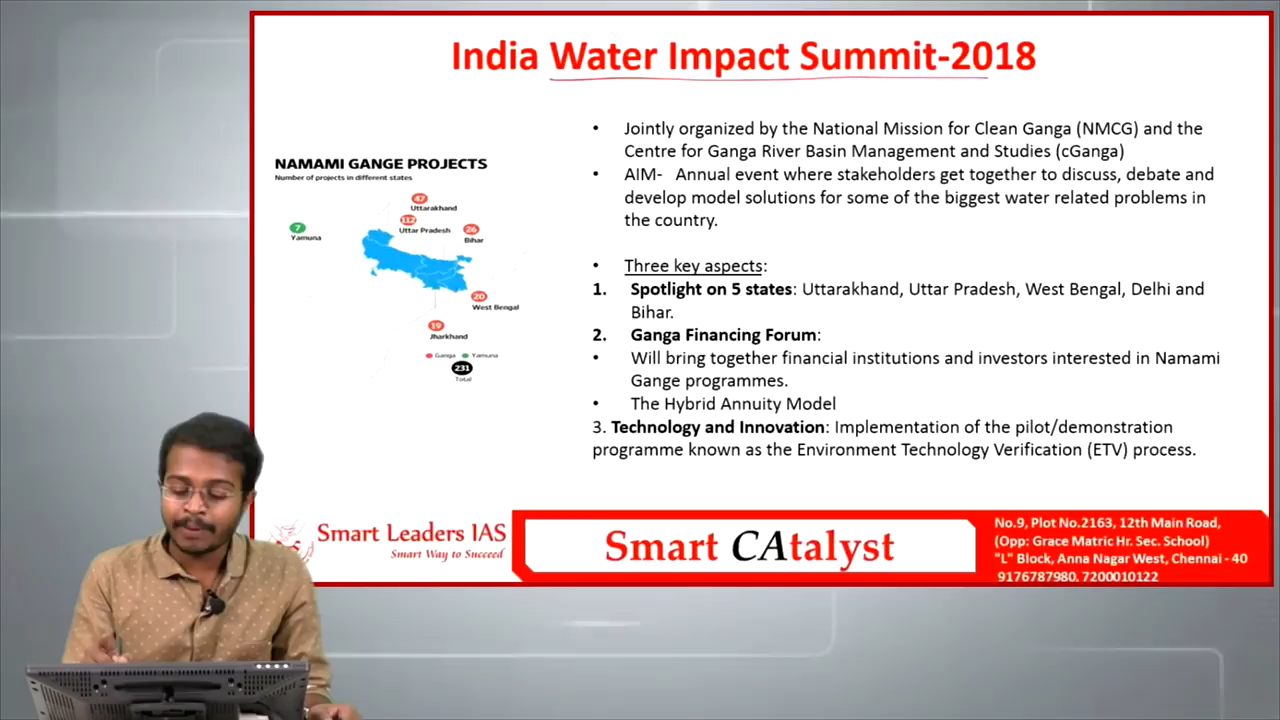 India Water Impact Summit-2018
NAMAMI GANGE PROJECTS
Number of projects in different states
47
Uttarakhand
112
Uttar Pradesh
26
Bihar
7
Yamuna
20
West Bengal
19
Jharkhand
Ganga Yamuna
231
Total
• Jointly organized by the National Mission for Clean Ganga (NMCG) and the
Centre for Ganga River Basin Management and Studies (cGanga)
• AIM- Annual event where stakeholders get together to discuss, debate and
develop model solutions for some of the biggest water related problems in
the country.
• Three key aspects:
1. Spotlight on 5 states: Uttarakhand, Uttar Pradesh, West Bengal, Delhi and
Bihar.
2. Ganga Financing Forum:
• Will bring together financial institutions and investors interested in Namami
Gange programmes.
• The Hybrid Annuity Model
3. Technology and Innovation: Implementation of the pilot/demonstration
programme known as the Environment Technology Verification (ETV) process.
Smart Leaders IAS
Smart Way to Succeed
Smart CAtalyst
No.9, Plot No.2163, 12th Main Road,
(Opp: Grace Matric Hr. Sec. School)
"L" Block, Anna Nagar West, Chennai - 40
9176787980, 7200010122